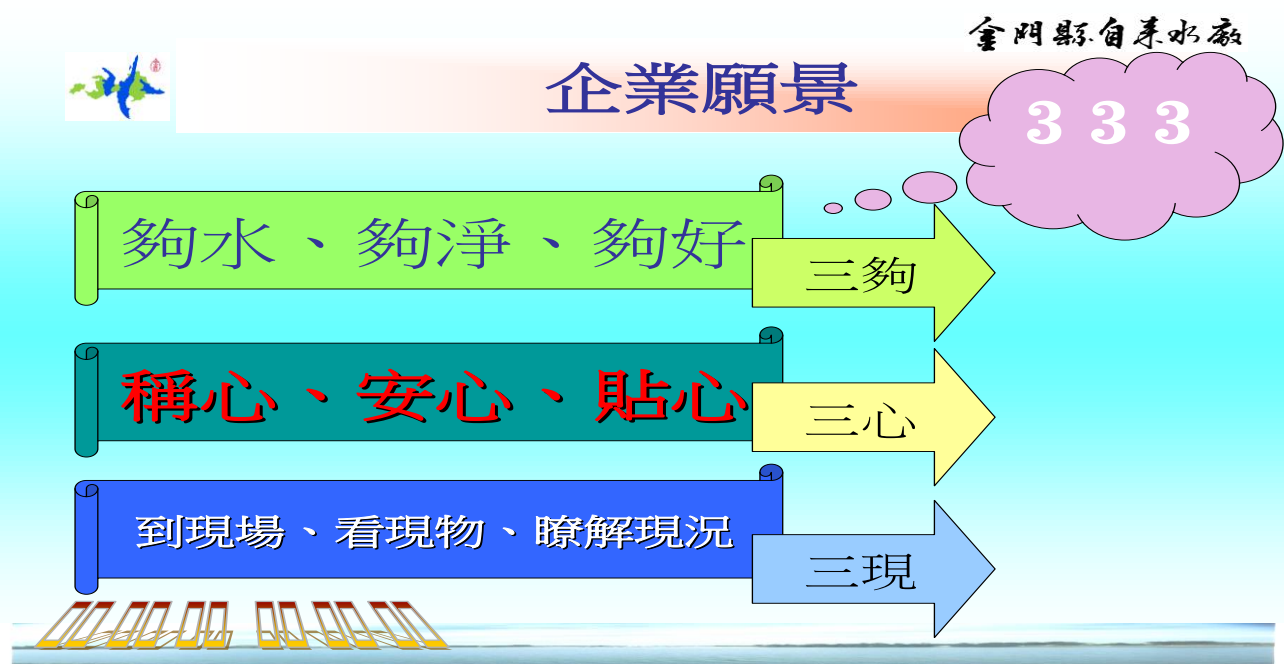 金門縣自來水廠
企業願景
３３３
夠水、夠淨、夠好
三夠
稱心、安心、貼心
三心
到現場、看現物、瞭解現況
三現